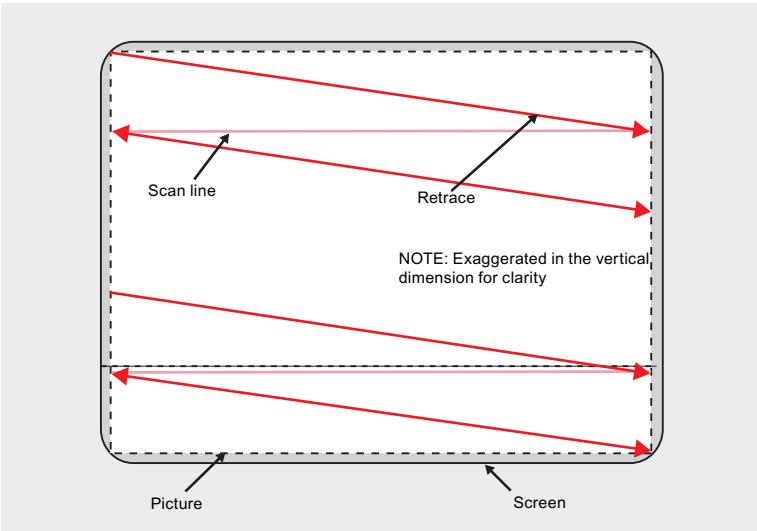 Scan line
Retrace
NOTE: Exaggerated in the vertical
dimension for clarity
Picture
Screen